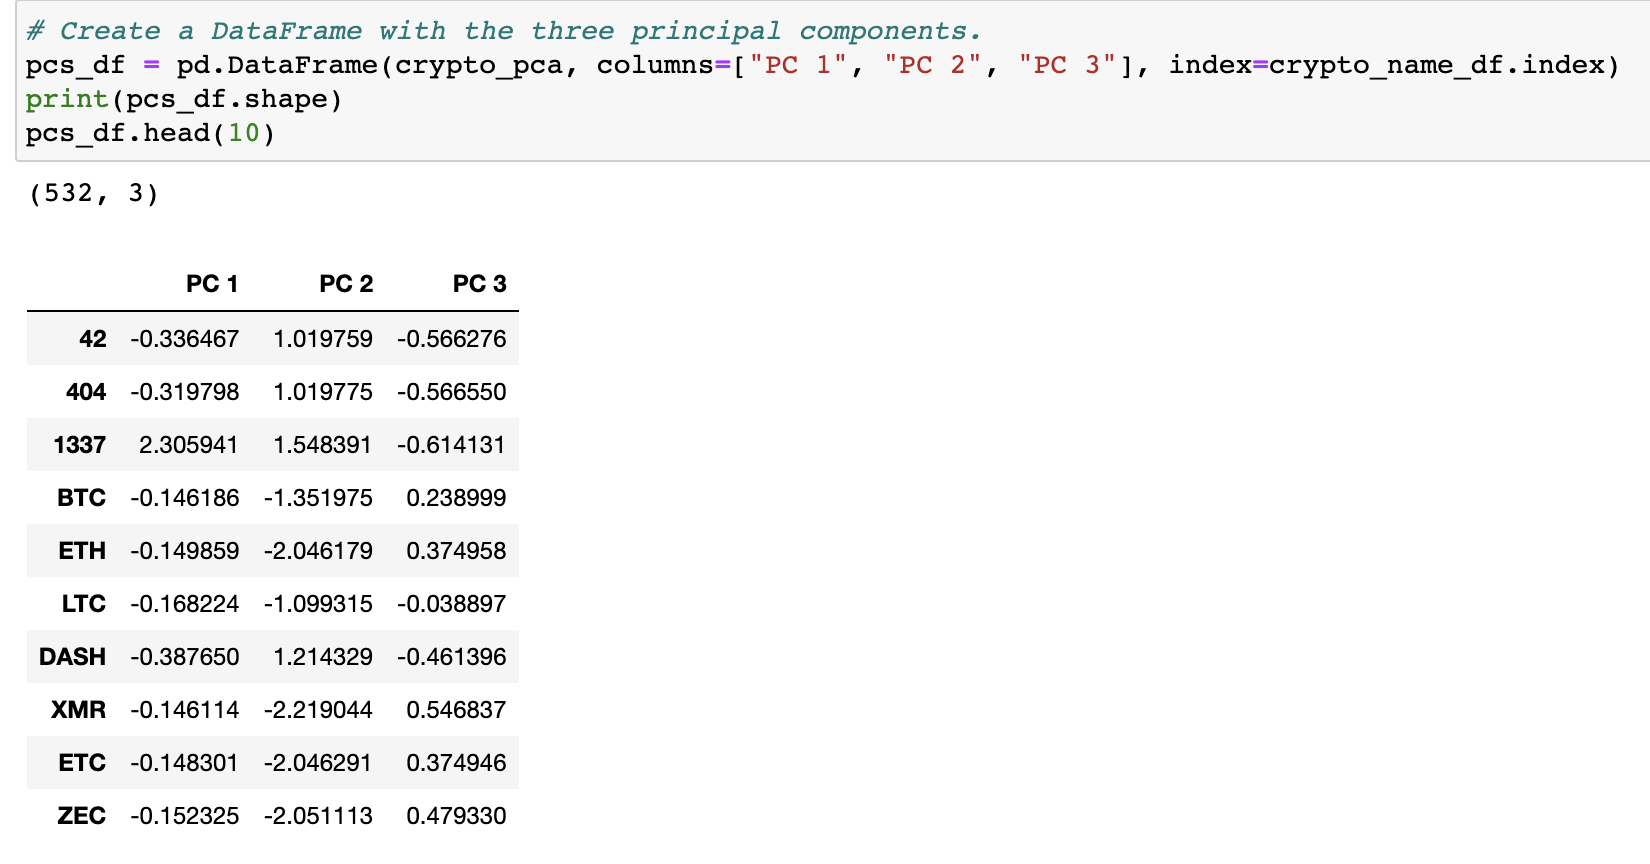 # Create a DataFrame with the three principal components.
pcs_df = pd.DataFrame(crypto_pca, columns=["PC 1", "PC 2", "PC 3"], index=crypto_name_df.index)
print(pcs_df.shape)
pcs_df.head(10)
(532, 3)
PC 1 PC 2 PC 3
42 -0.336467 1.019759 -0.566276
404 -0.319798 1.019775 -0.566550
1337 2.305941 1.548391 -0.614131
BTC -0.146186 -1.351975 0.238999
ETH -0.149859 -2.046179 0.374958
LTC -0.168224 -1.099315 -0.038897
DASH -0.387650 1.214329 -0.461396
XMR -0.146114 -2.219044 0.546837
ETC -0.148301 -2.046291 0.374946
ZEC -0.152325 -2.051113 0.479330